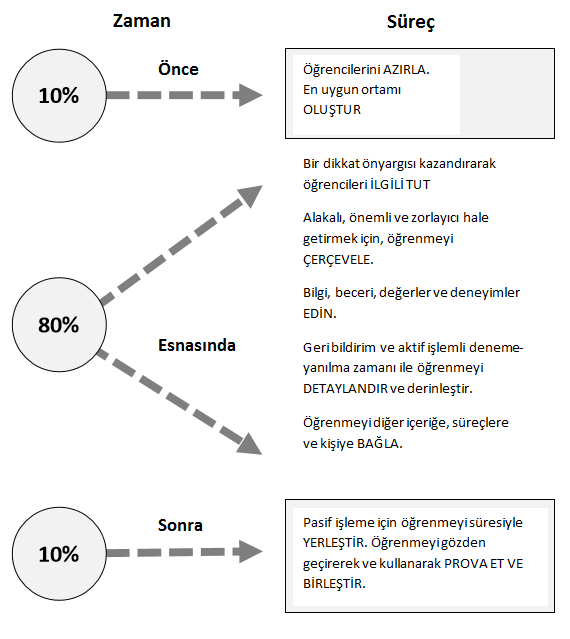 Zaman
Süreç
10%
Önce
Öğrencilerini AZIRLA.
En uygun ortamı
OLUŞTUR
Bir dikkat önyargısı kazandırarak
öğrencileri İLGİLİ TUT
Alakalı, önemli ve zorlayıcı hale
getirmek için, öğrenmeyi
ÇERÇEVELE.
80%
Esnasında
Bilgi, beceri, değerler ve deneyimler
EDİN.
Geri bildirim ve aktif işlemli deneme-
yanılma zamanı ile öğrenmeyi
DETAYLANDIR ve derinleştir.
Öğrenmeyi diğer içeriğe, süreçlere
ve kişiye BAĞLA.
10%
Sonra
Pasif işleme için öğrenmeyi süresiyle
YERLEŞTİR. Öğrenmeyi gözden
geçirerek ve kullanarak PROVA ET VE
BİRLEŞTİR.